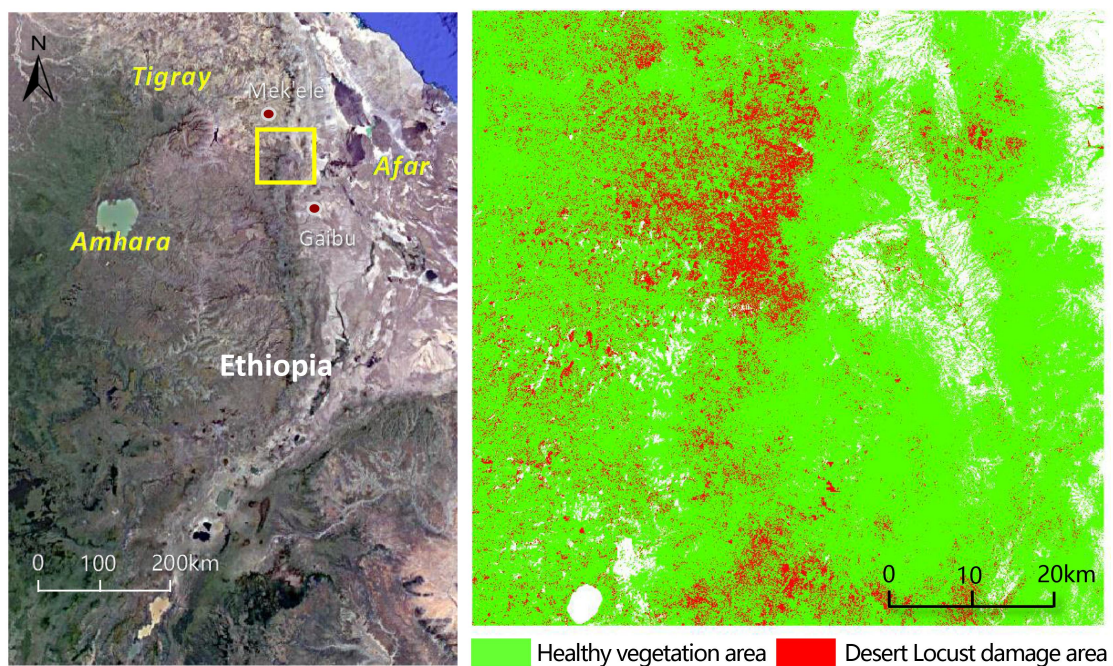 N
Tigray
Mek'ele
Afar
Amhara
Gaibu
Ethiopia
0 100 200km
0 10 20km
Healthy vegetation area
Desert Locust damage area